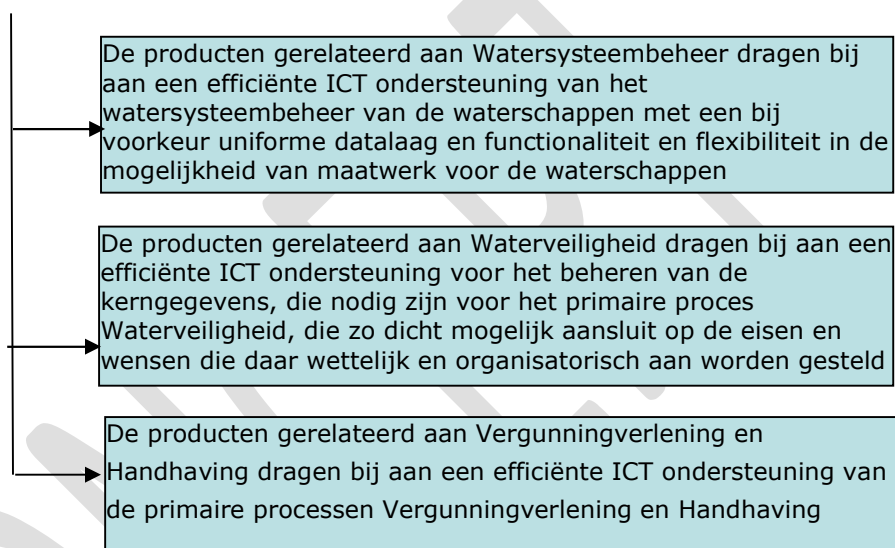 De producten gerelateerd aan Watersysteembeheer dragen bij
aan een efficiënte ICT ondersteuning van het
watersysteembeheer van de waterschappen met een bij
voorkeur uniforme datalaag en functionaliteit en flexibiliteit in de
mogelijkheid van maatwerk voor de waterschappen
De producten gerelateerd aan Waterveiligheid dragen bij aan een
efficiënte ICT ondersteuning voor het beheren van de
kerngegevens, die nodig zijn voor het primaire proces
Waterveiligheid, die zo dicht mogelijk aansluit op de eisen en
wensen die daar wettelijk en organisatorisch aan worden gesteld
De producten gerelateerd aan Vergunningverlening en
Handhaving dragen bij aan een efficiënte ICT ondersteuning van
de primaire processen Vergunningverlening en Handhaving